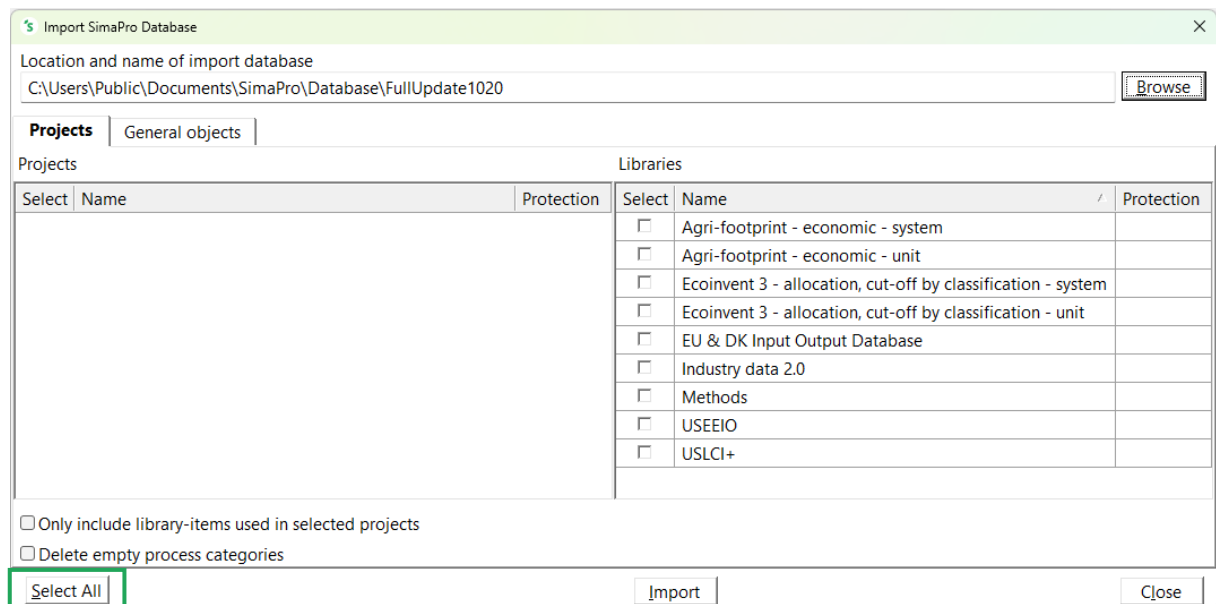 Import SimaPro Database
Location and name of import database
C:\Users\Public\Documents\SimaPro\Database\FullUpdate1020
Browse
Projects
General objects
Projects
Select Name Protection
Libraries
Select Name Protection
Agri-footprint - economic - system
Agri-footprint - economic - unit
Ecoinvent 3 - allocation, cut-off by classification - system
Ecoinvent 3 - allocation, cut-off by classification - unit
EU & DK Input Output Database
Industry data 2.0
Methods
USEEIO
USLCI+
Only include library-items used in selected projects
Delete empty process categories
Select All
Import
Close